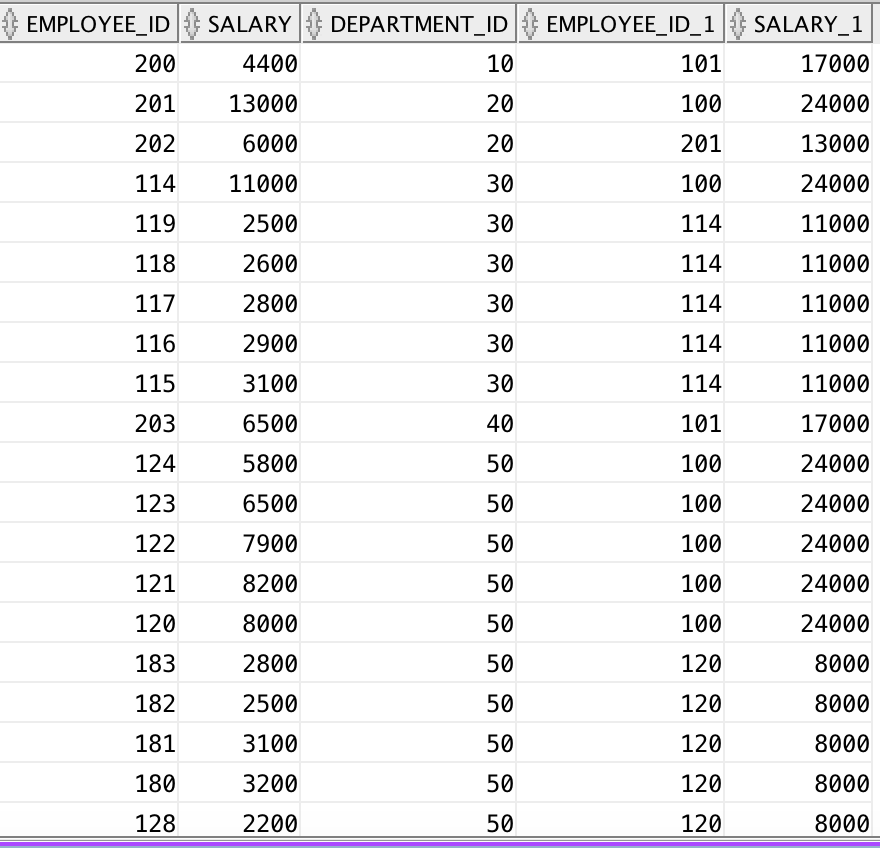 EMPLOYEE_ID SALARY DEPARTMENT_ID EMPLOYEE_ID_1 SALARY_1
200 4400 10 101 17000
201 13000 20 100 24000
202 6000 20 201 13000
114 11000 30 100 24000
119 2500 30 114 11000
118 2600 30 114 11000
117 2800 30 114 11000
116 2900 30 114 11000
115 3100 30 114 11000
203 6500 40 101 17000
124 5800 50 100 24000
123 6500 50 100 24000
122 7900 50 100 24000
121 8200 50 100 24000
120 8000 50 100 24000
183 2800 50 120 8000
182 2500 50 120 8000
181 3100 50 120 8000
180 3200 50 120 8000
128 2200 50 120 8000